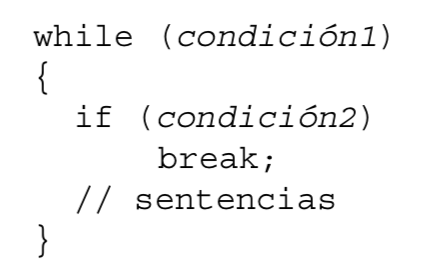 while (condición1)
{
if (condición2)
break;
// sentencias
}